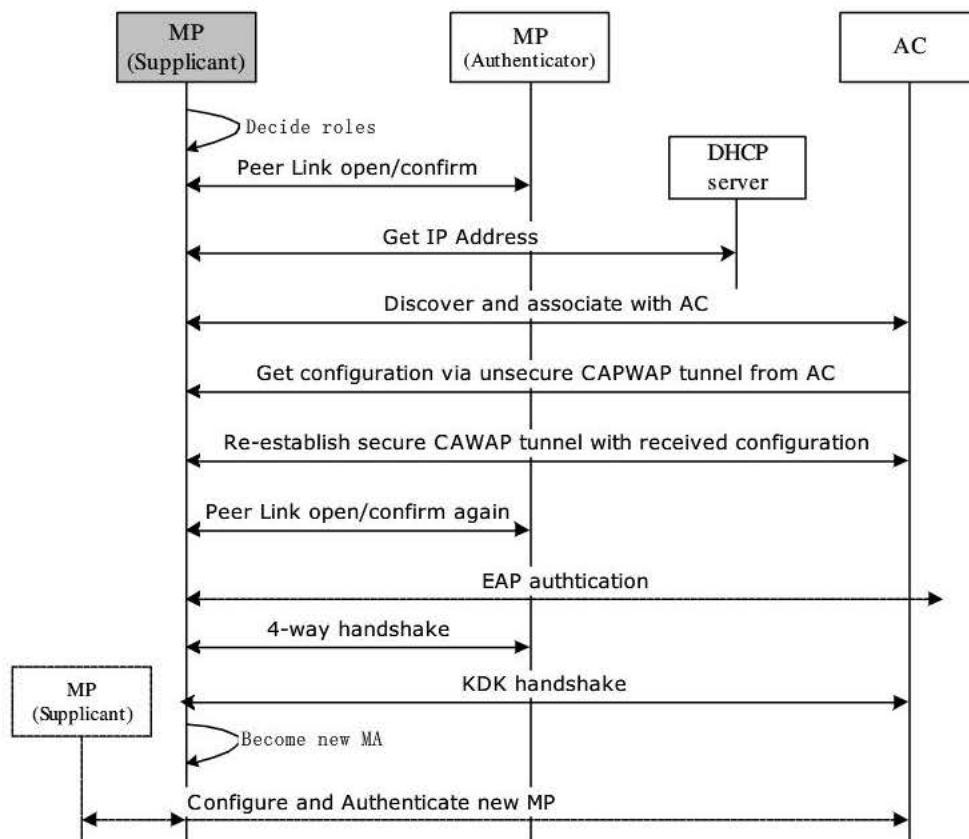 MP
(Supplicant)
MP
(Authenticator)
AC
Decide roles
DHCP
server
Peer Link open/confirm
Get IP Address
Discover and associate with AC
Get configuration via unsecure CAPWAP tunnel from AC
Re-establish secure CAWAP tunnel with received configuration
Peer Link open/confirm again
EAP authtication
4-way handshake
KDK handshake
MP
(Supplicant)
Become new MA
Configure and Authenticate new MP